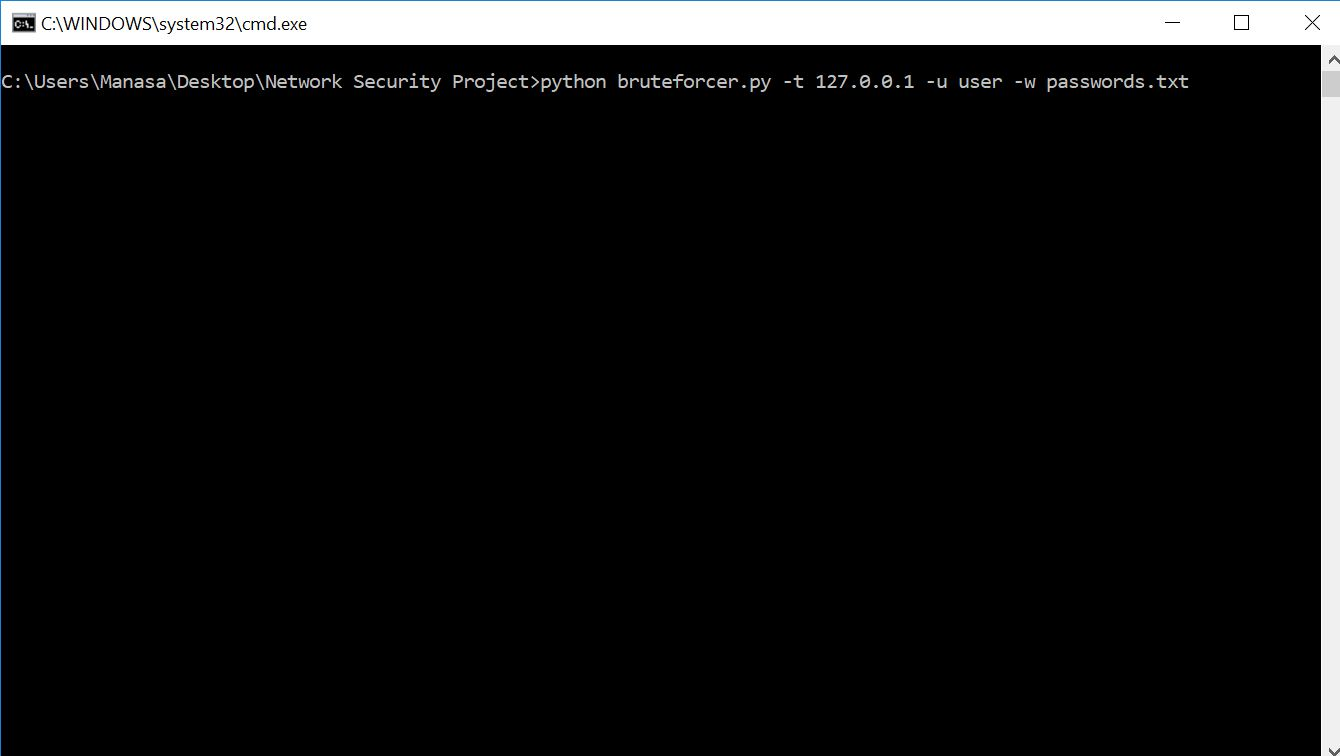 C:\WINDOWS\system32\cmd.exe
C:\Users\Manasa\Desktop\Network Security Project>python bruteforcer.py -t 127.0.0.1 -u user -w passwords.txt